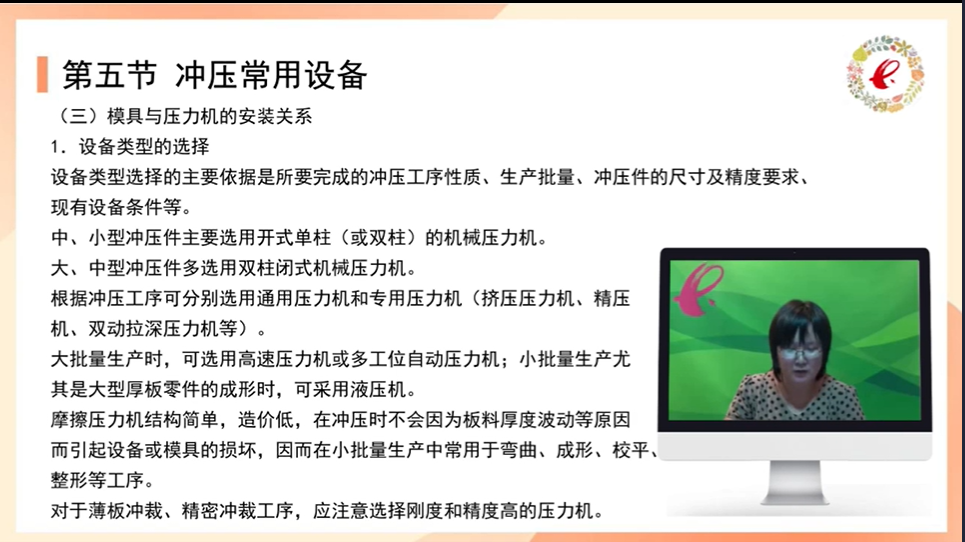 第五节 冲压常用设备
（三）模具与压力机的安装关系
1．设备类型的选择
设备类型选择的主要依据是所要完成的冲压工序性质、生产批量、冲压件的尺寸及精度要求、
现有设备条件等。
中、小型冲压件主要选用开式单柱（或双柱）的机械压力机。
大、中型冲压件多选用双柱闭式机械压力机。
根据冲压工序可分别选用通用压力机和专用压力机（挤压压力机、精压
机、双动拉深压力机等）。
大批量生产时，可选用高速压力机或多工位自动压力机；小批量生产尤
其是大型厚板零件的成形时，可采用液压机。
摩擦压力机结构简单，造价低，在冲压时不会因为板料厚度波动等原因
而引起设备或模具的损坏，因而在小批量生产中常用于弯曲、成形、校平、
整形等工序。
对于薄板冲裁、精密冲裁工序，应注意选择刚度和精度高的压力机。